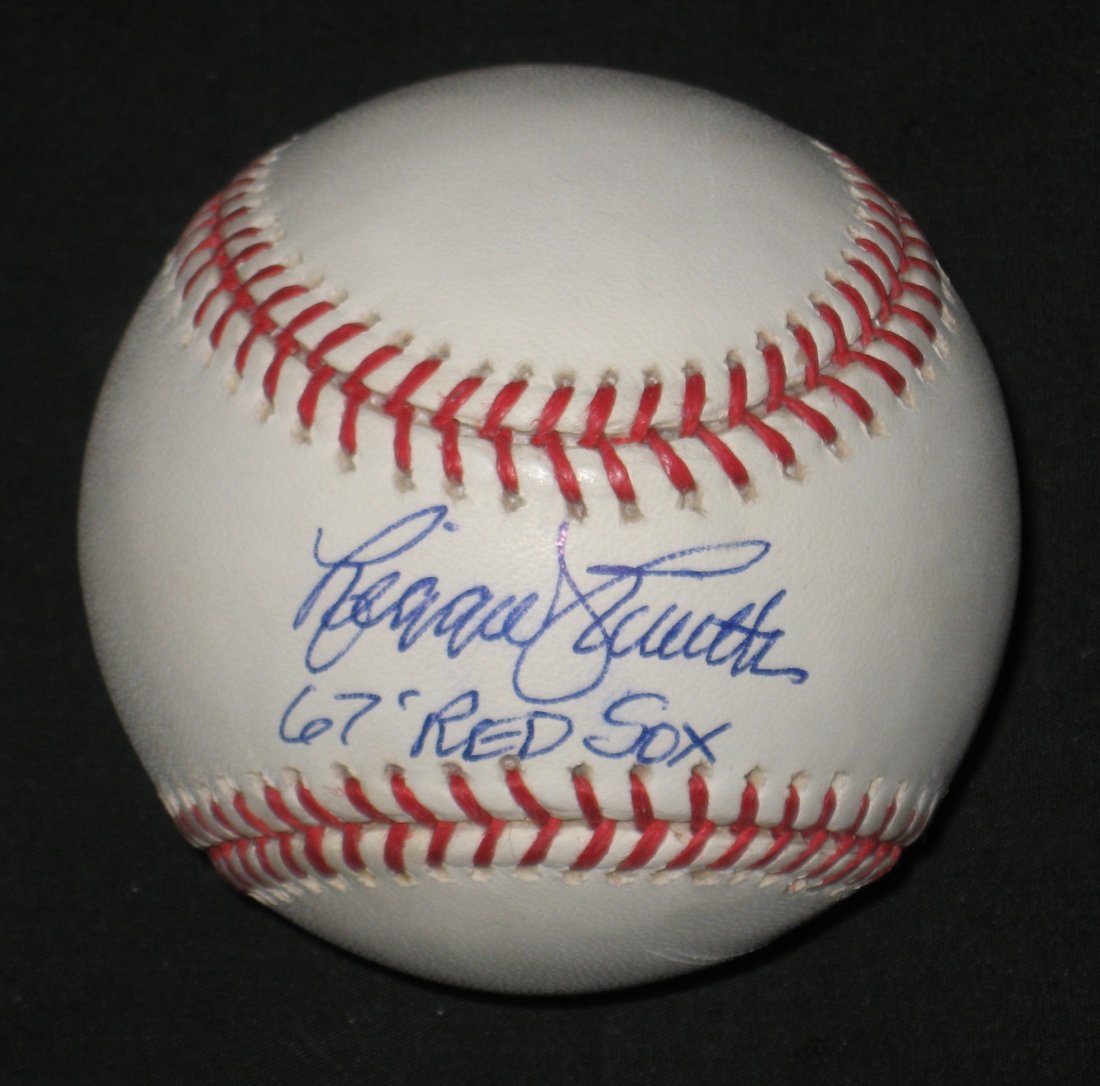 Reggie Smith
67' RED SOX